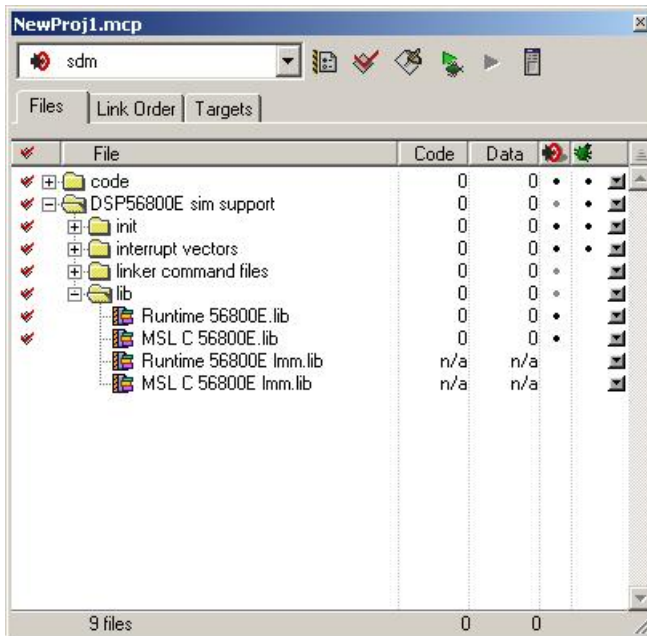 NewProj1.mcp
sdm
Files Link Order Targets
File Code Data
code 0 0
DSP56800E sim support 0 0
init 0 0
interrupt vectors 0 0
linker command files 0 0
lib 0 0
Runtime 56800E.lib 0 0
MSL C 56800E.lib 0 0
Runtime 56800E lmm.lib n/a n/a
MSL C 56800E lmm.lib n/a n/a
9 files 0 0